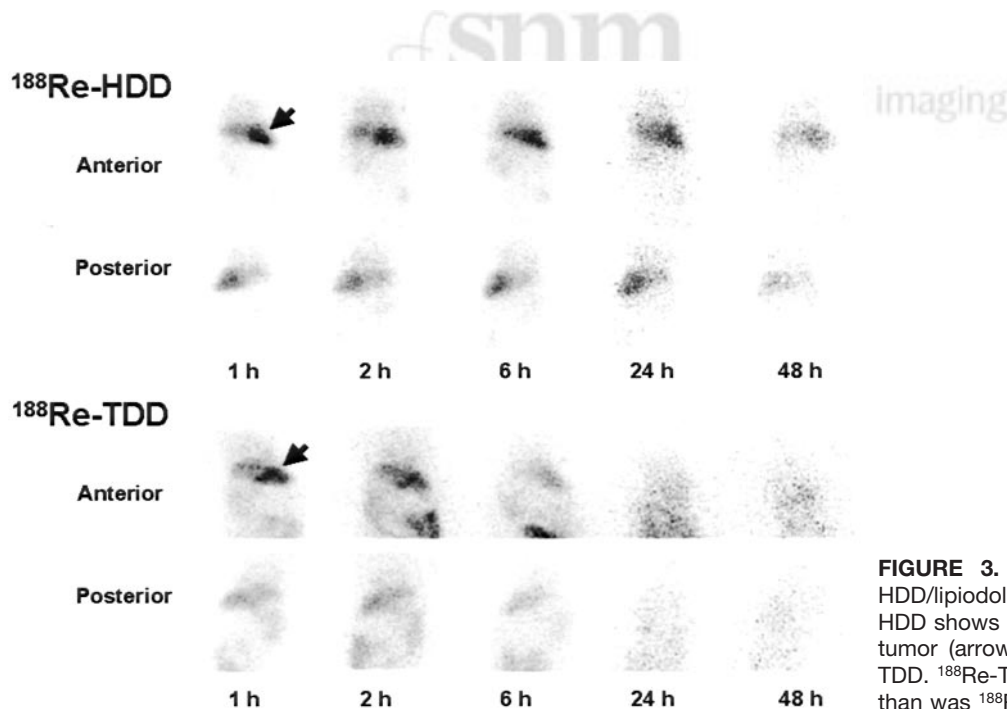 snm
imaging
¹⁸⁸Re-HDD
Anterior
Posterior
1 h 2 h 6 h 24 h 48 h
¹⁸⁸Re-TDD
Anterior
Posterior
1 h 2 h 6 h 24 h 48 h
FIGURE 3.
HDD/lipiodol
HDD shows
tumor (arrow
TDD. ¹⁸⁸Re-T
than was ¹⁸⁸